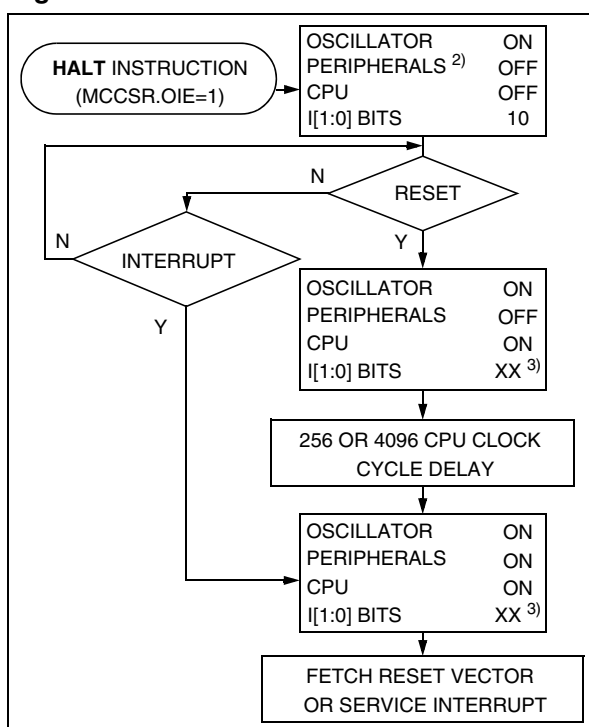 HALT INSTRUCTION
(MCCSR.OIE=1)
OSCILLATOR ON
PERIPHERALS 2) OFF
CPU OFF
I[1:0] BITS 10
N
RESET
N
INTERRUPT
Y
Y
OSCILLATOR ON
PERIPHERALS OFF
CPU ON
I[1:0] BITS XX 3)
256 OR 4096 CPU CLOCK
CYCLE DELAY
OSCILLATOR ON
PERIPHERALS ON
CPU ON
I[1:0] BITS XX 3)
FETCH RESET VECTOR
OR SERVICE INTERRUPT